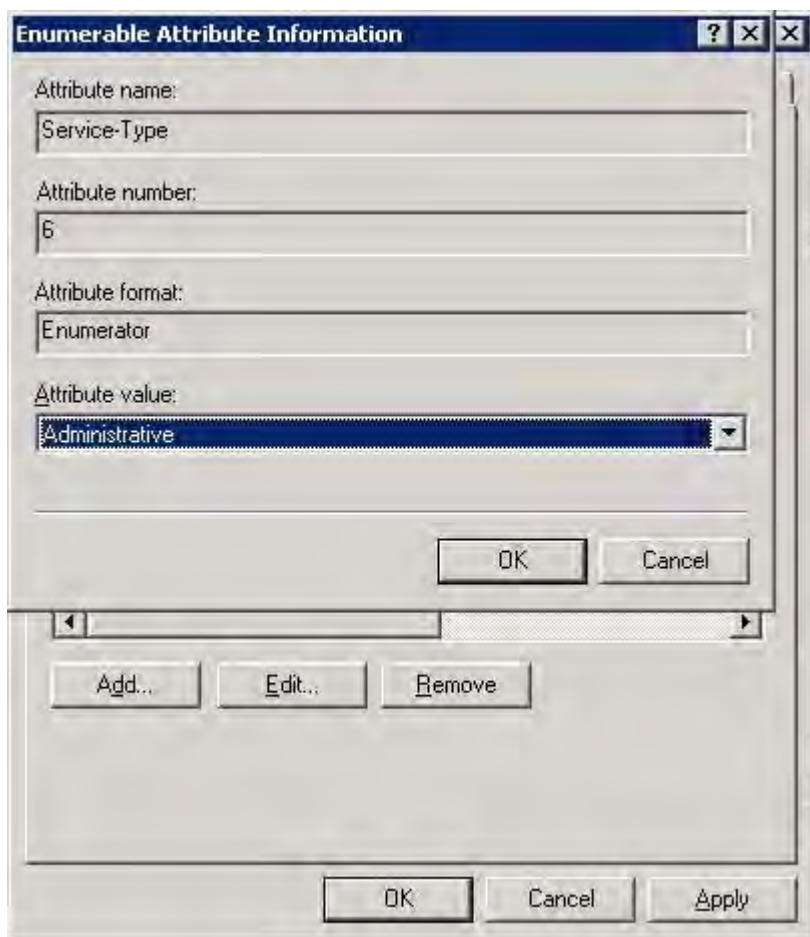 Enumerable Attribute Information
Attribute name:
Service-Type
Attribute number:
6
Attribute format:
Enumerator
Attribute value:
Administrative
OK Cancel
Add... Edit... Remove
OK Cancel Apply